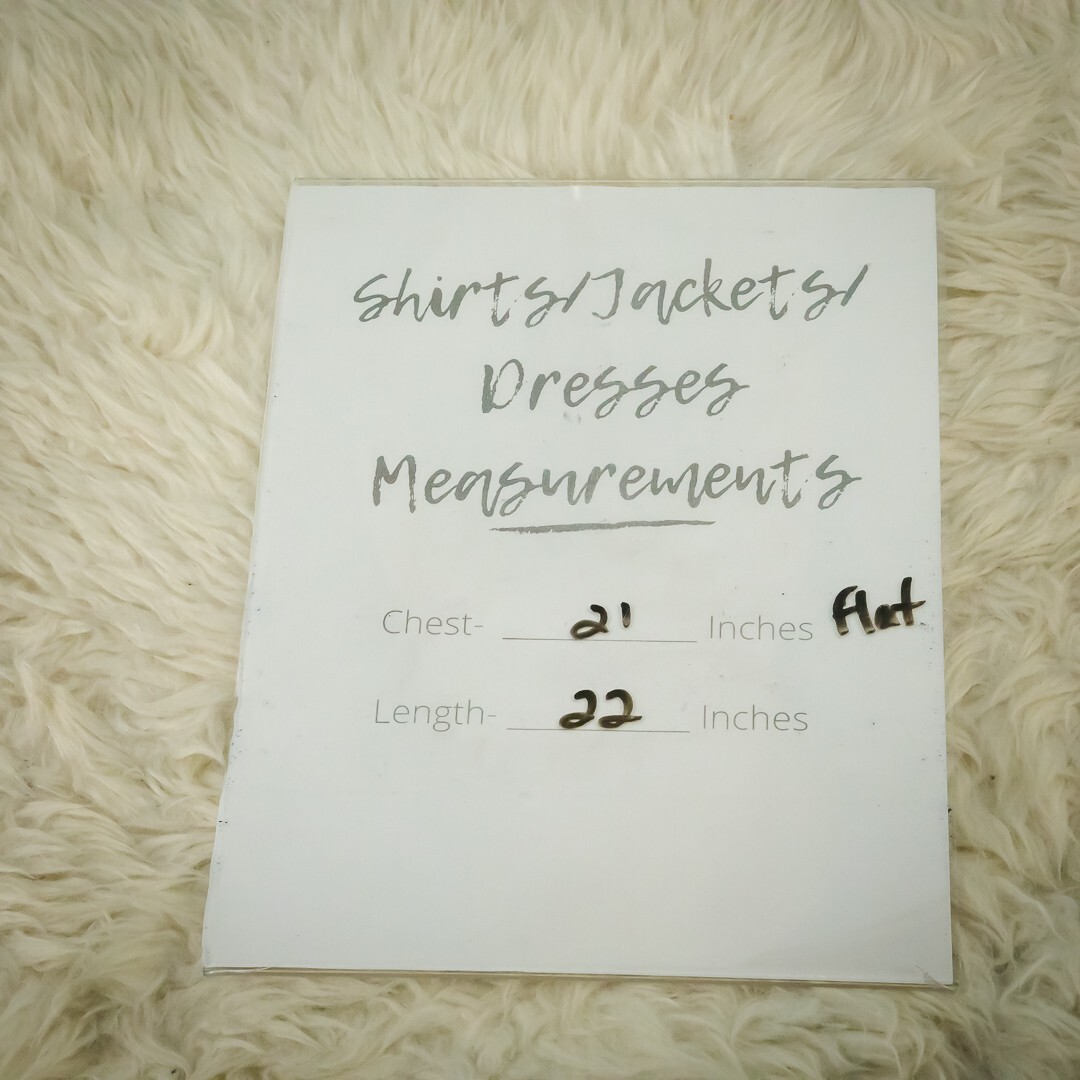 Shirts/Jackets/
Dresses
Measurements
Chest- 21 Inches Flat
Length- 22 Inches